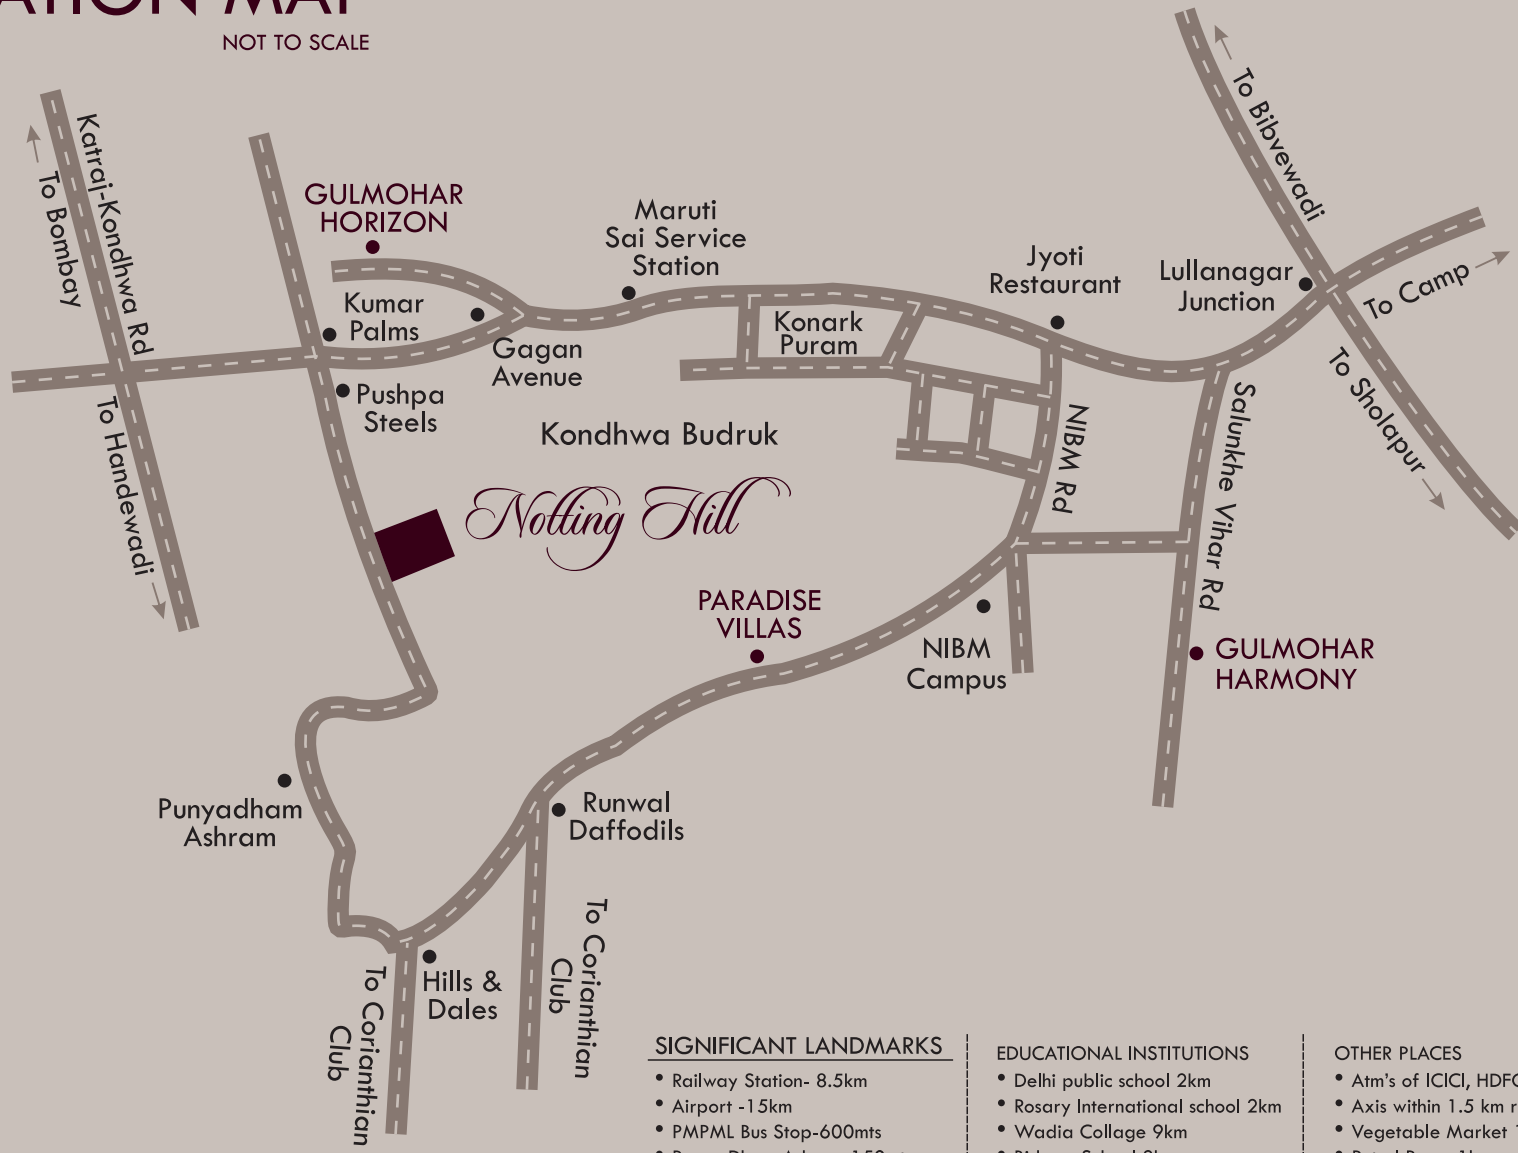 NOT TO SCALE
Katraj-Kondhwa Rd
To Bombay
To Handewadi
GULMOHAR
HORIZON
Kumar
Palms
Pushpa
Steels
Gagan
Avenue
Maruti
Sai Service
Station
Konark
Puram
Jyoti
Restaurant
Lullanagar
Junction
To Bibvewadi
To Camp
To Sholapur
Kondhwa Budruk
Notting Hill
NIBM Rd
Salunkhe Vihar Rd
PARADISE
VILLAS
NIBM
Campus
GULMOHAR
HARMONY
Punyadham
Ashram
Runwal
Daffodils
Hills &
Dales
To Corianthian
Club
To Corianthian
Club
SIGNIFICANT LANDMARKS
• Railway Station- 8.5km
• Airport -15km
• PMPML Bus Stop-600mts
EDUCATIONAL INSTITUTIONS
• Delhi public school 2km
• Rosary International school 2km
• Wadia Collage 9km
OTHER PLACES
• Atm's of ICICI, HDFC
• Axis within 1.5 km
• Vegetable Market